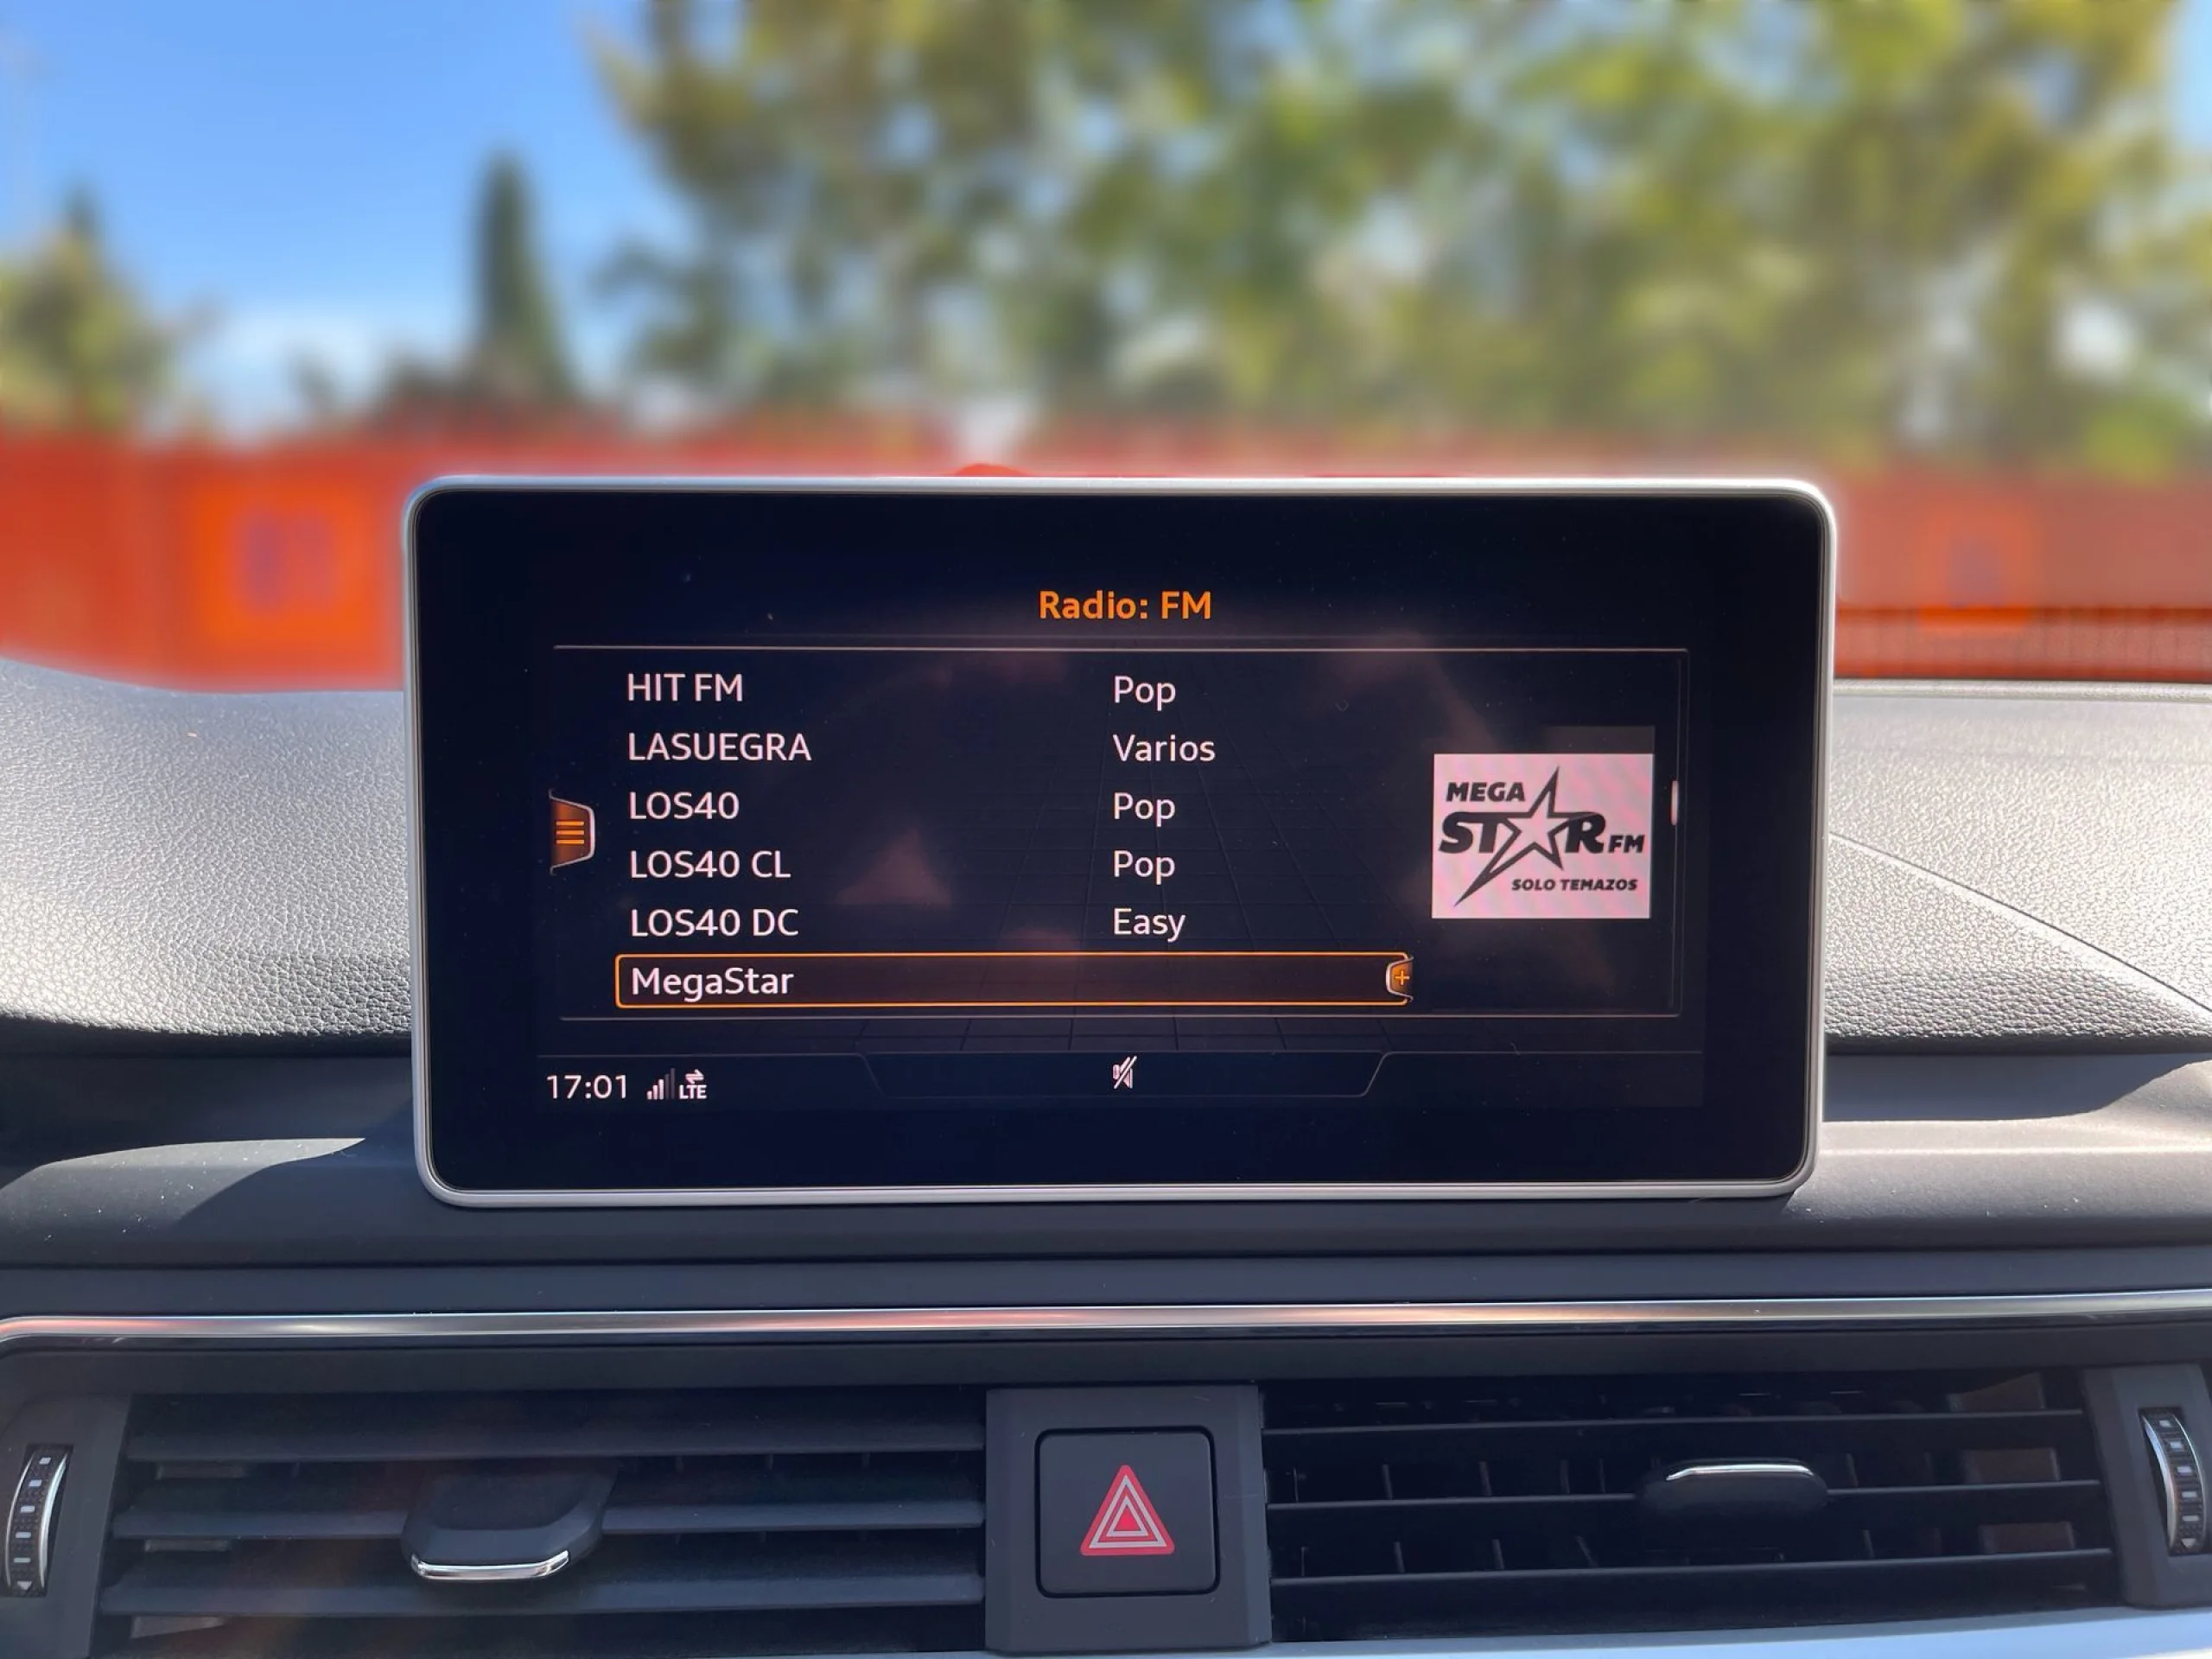 Radio: FM
HIT FM Pop
LASUEGRA Varios
LOS40 Pop
LOS40 CL Pop
LOS40 DC Easy
MegaStar
MEGA
STAR FM
SOLO TEMAZOS
17:01 LTE